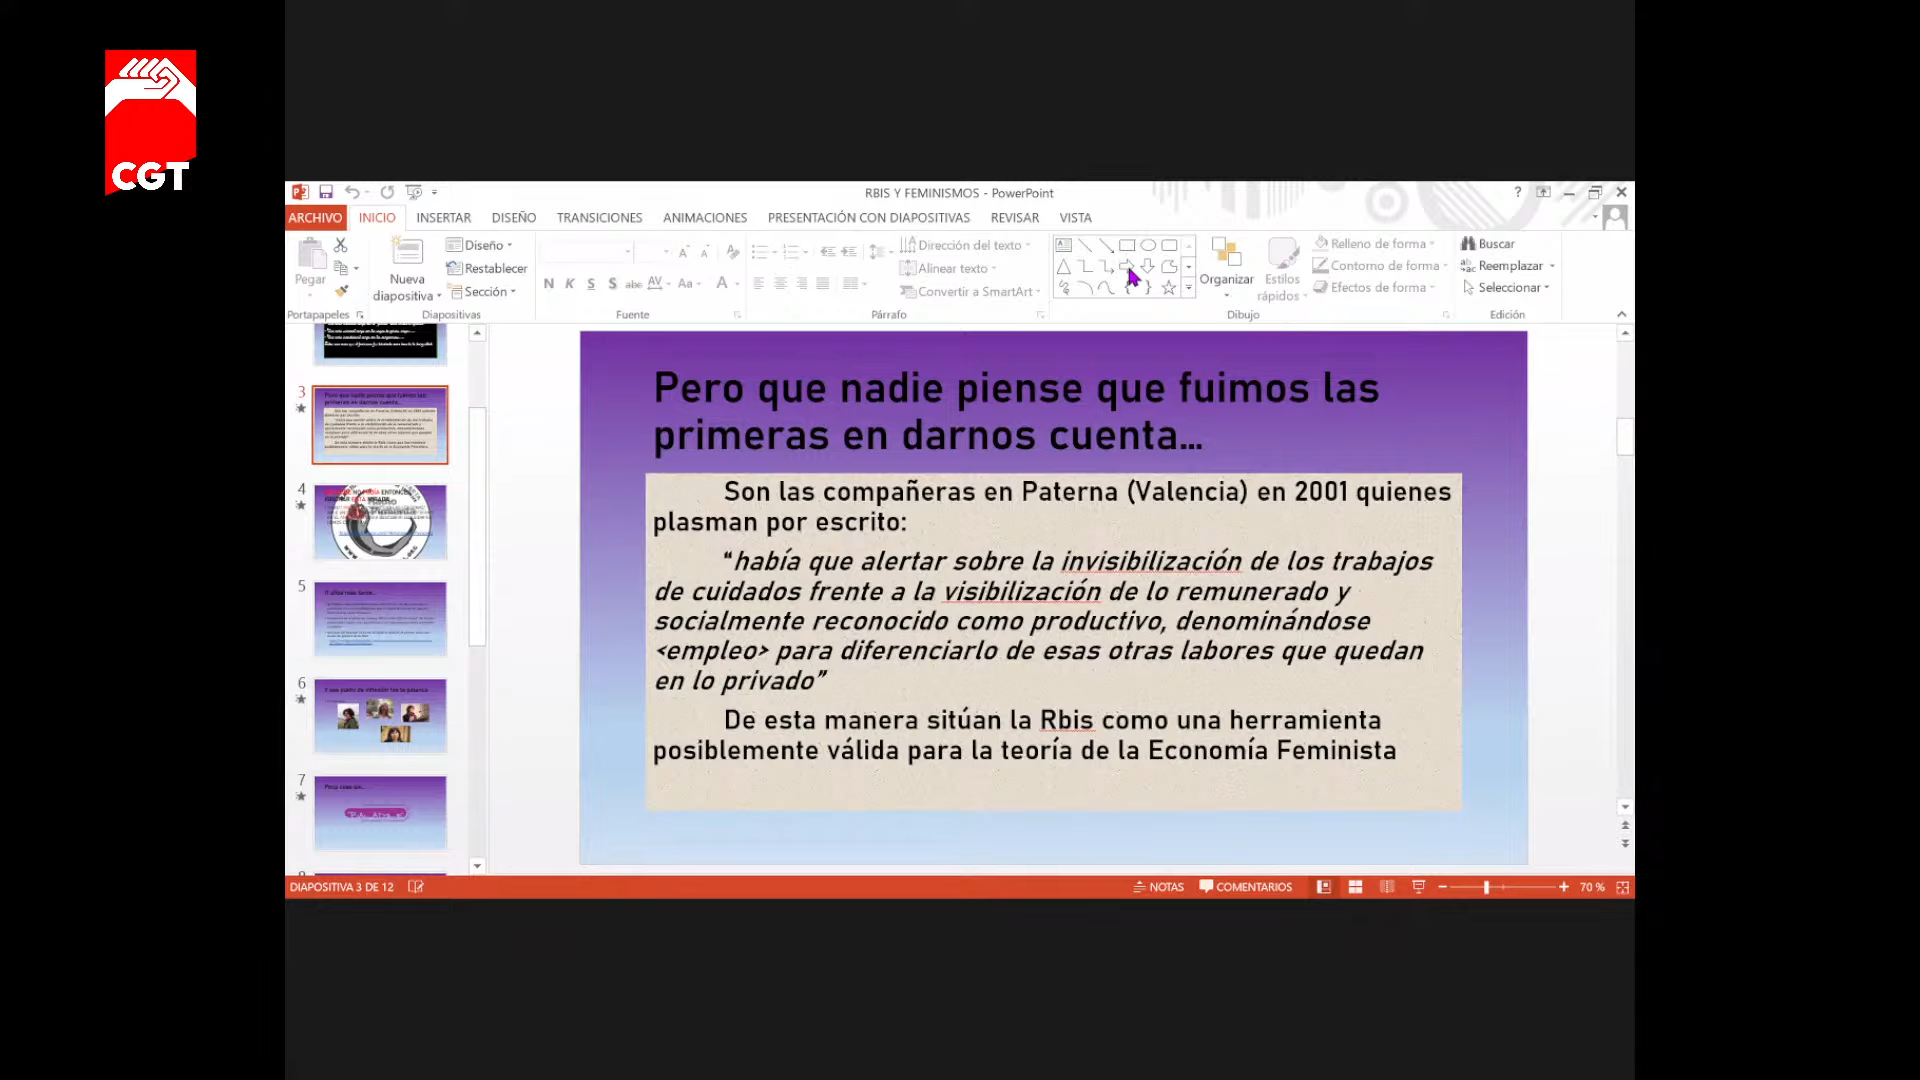 CGT
RBIS Y FEMINISMOS - PowerPoint
ARCHIVO INICIO INSERTAR DISEÑO TRANSICIONES ANIMACIONES PRESENTACIÓN CON DIAPOSITIVAS REVISAR VISTA
Pegar
Nueva
diapositiva
Diseño
Restablecer
Sección
N K S S abc AV Aa A
Dirección del texto
Alinear texto
Convertir a SmartArt
Organizar
Estilos
rápidos
Relleno de forma
Contorno de forma
Efectos de forma
Buscar
Reemplazar
Seleccionar
Portapapeles Diapositivas Fuente Párrafo Dibujo Edición
3
4
5
6
7
Pero que nadie piense que fuimos las
primeras en darnos cuenta...
Son las compañeras en Paterna (Valencia) en 2001 quienes
plasman por escrito:
“había que alertar sobre la invisibilización de los trabajos
de cuidados frente a la visibilización de lo remunerado y
socialmente reconocido como productivo, denominándose
<empleo> para diferenciarlo de esas otras labores que quedan
en lo privado”
De esta manera sitúan la Rbis como una herramienta
posiblemente válida para la teoría de la Economía Feminista
DIAPOSITIVA 3 DE 12
NOTAS COMENTARIOS 70 %